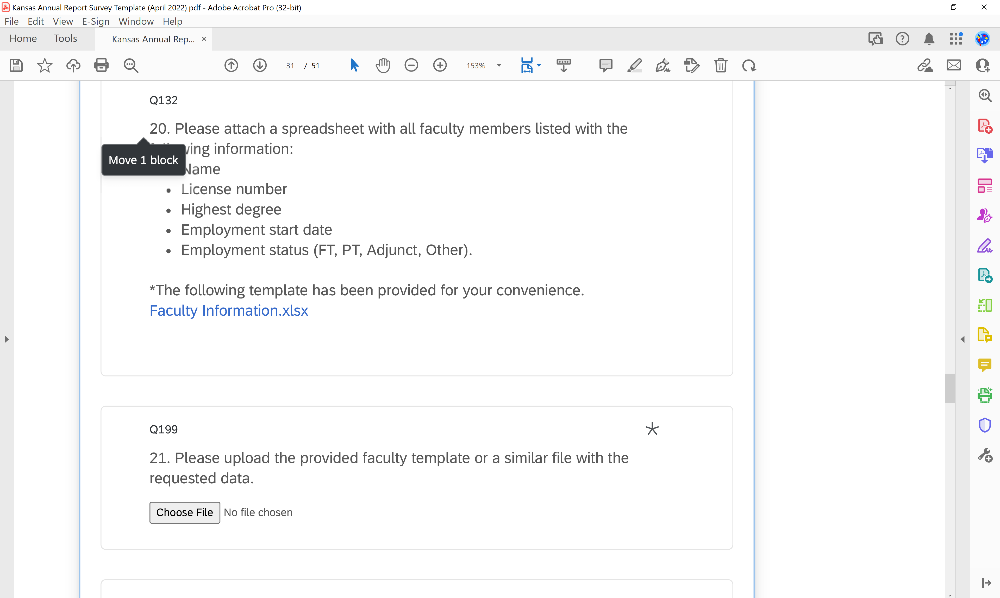 Kansas Annual Report Survey Template (April 2022).pdf - Adobe Acrobat Pro (32-bit)
File Edit View E-Sign Window Help
Home Tools Kansas Annual Rep... ×
31 / 51 153%
Q132
20. Please attach a spreadsheet with all faculty members listed with the
wing information:
Move 1 block
Name
• License number
• Highest degree
• Employment start date
• Employment status (FT, PT, Adjunct, Other).
*The following template has been provided for your convenience.
Faculty Information.xlsx
Q199 *
21. Please upload the provided faculty template or a similar file with the
requested data.
Choose File No file chosen